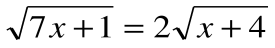 √(7x+1) = 2√(x+4)